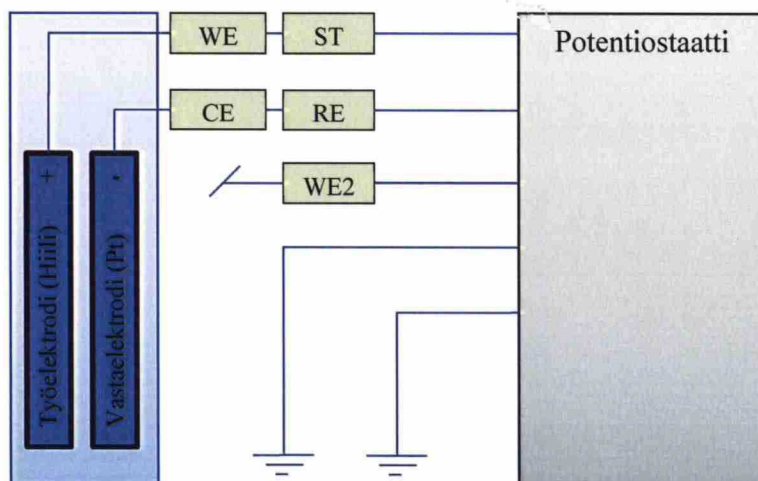 WE
ST
Potentiostaatti
CE
RE
WE2
+
-
Työelektrodi (Hiili)
Vastaelektrodi (Pt)